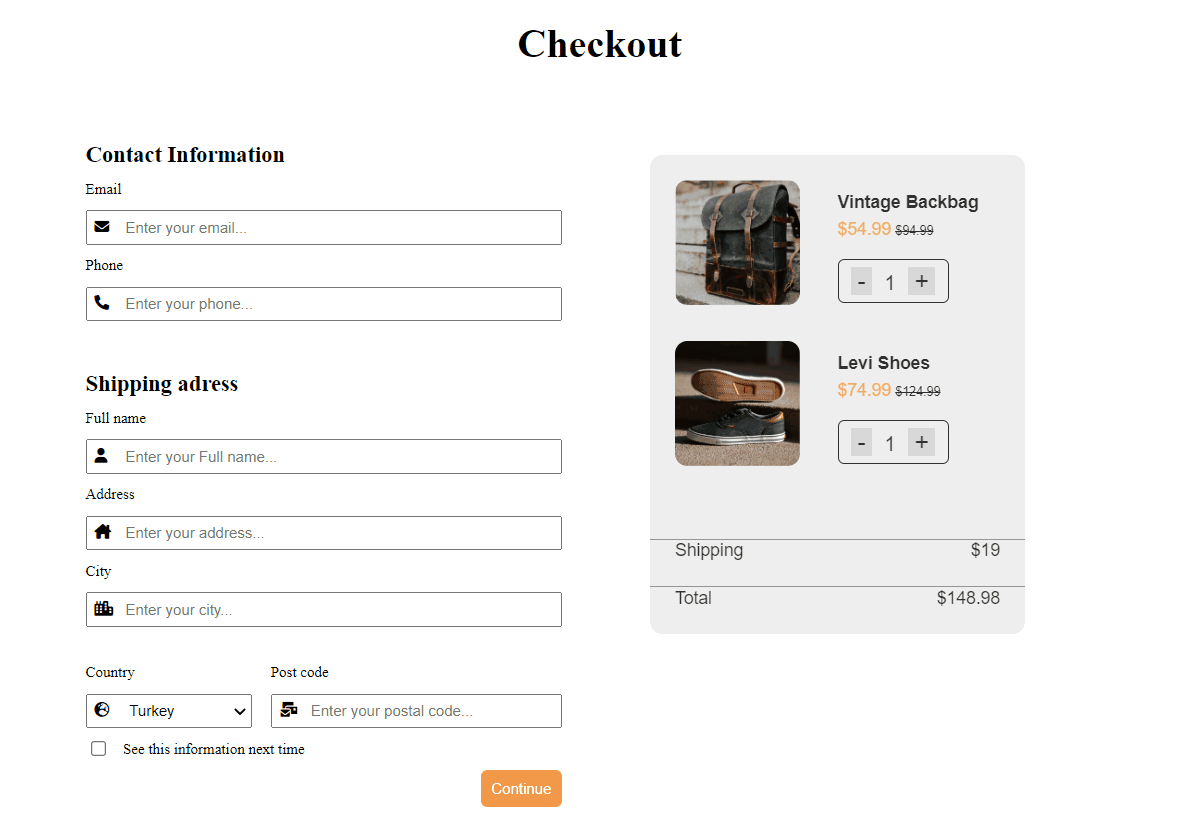 Checkout
Contact Information
Email
Enter your email...
Phone
Enter your phone...
Shipping adress
Full name
Enter your Full name...
Address
Enter your address...
City
Enter your city...
Country
Post code
Turkey
Enter your postal code...
See this information next time
Continue
Vintage Backbag
$54.99 $94.99
- 1 +
Levi Shoes
$74.99 $124.99
- 1 +
Shipping $19
Total $148.98